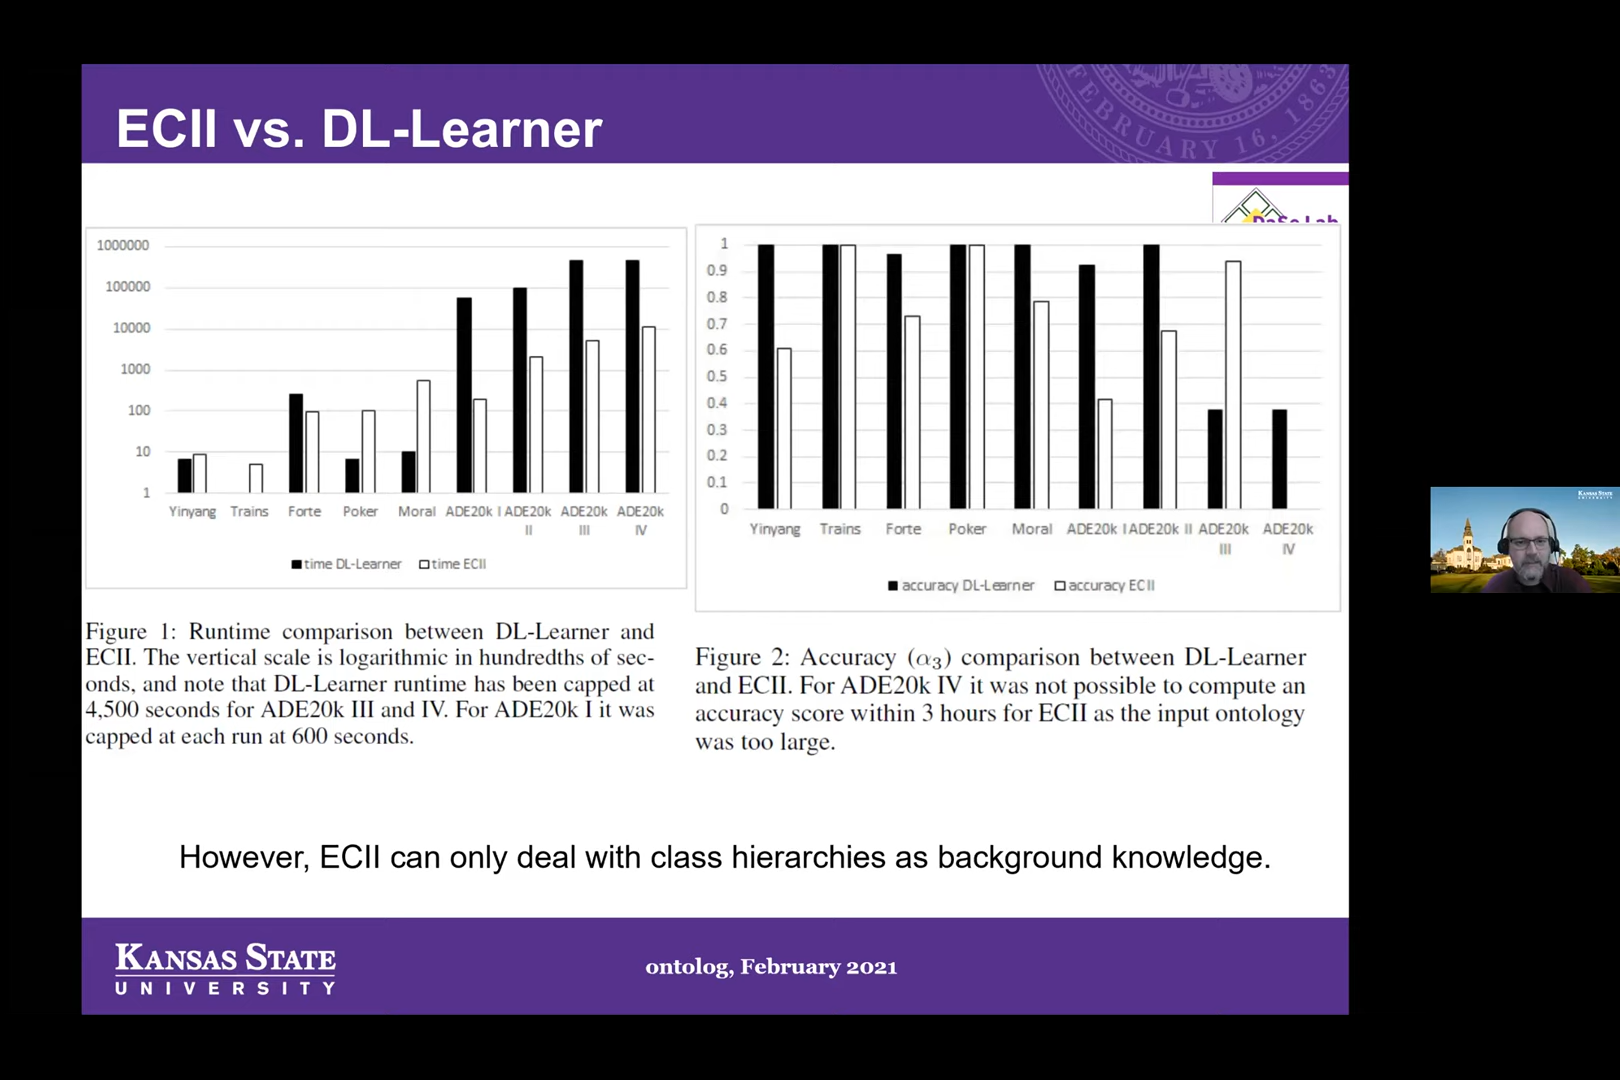 FEBRUARY 16, 1863
ECII vs. DL-Learner
DaSe Lab
1000000
100000
10000
1000
100
10
1
Yinyang Trains Forte Poker Moral ADE20k I ADE20k II ADE20k III ADE20k IV
time DL-Learner time ECII
1
0.9
0.8
0.7
0.6
0.5
0.4
0.3
0.2
0.1
0
Yinyang Trains Forte Poker Moral ADE20k I ADE20k II ADE20k III ADE20k IV
accuracy DL-Learner accuracy ECII
Figure 1: Runtime comparison between DL-Learner and
ECII. The vertical scale is logarithmic in hundredths of sec-
onds, and note that DL-Learner runtime has been capped at
4,500 seconds for ADE20k III and IV. For ADE20k I it was
capped at each run at 600 seconds.
Figure 2: Accuracy (α₃) comparison between DL-Learner
and ECII. For ADE20k IV it was not possible to compute an
accuracy score within 3 hours for ECII as the input ontology
was too large.
However, ECII can only deal with class hierarchies as background knowledge.
KANSAS STATE
UNIVERSITY
ontolog, February 2021
KANSAS STATE
UNIVERSITY